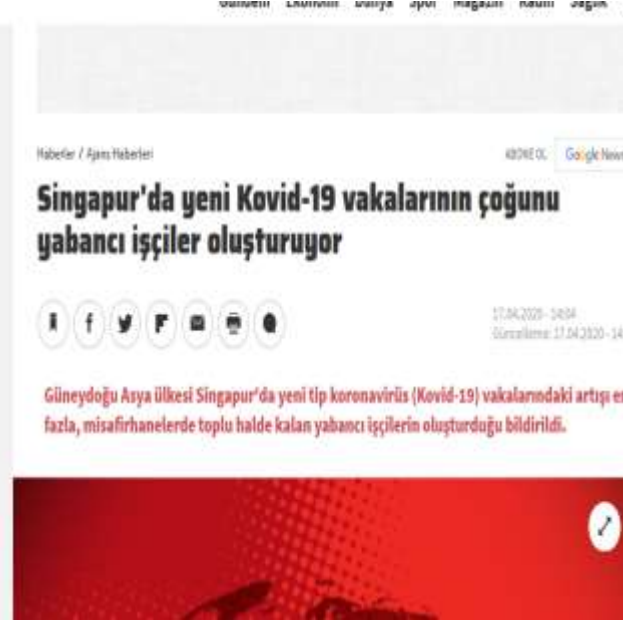 Gündem Ekonomi Dünya Spor Magazin Kadın Sağlık
Haberler / Ajans Haberleri
ABONE OL Google News
Singapur'da yeni Kovid-19 vakalarının çoğunu
yabancı işçiler oluşturuyor
17.04.2020 - 14:04
Güncelleme: 17.04.2020 - 14
Güneydoğu Asya ülkesi Singapur'da yeni tip koronavirüs (Kovid-19) vakalarındaki artışı en
fazla, misafirhanelerde toplu halde kalan yabancı işçilerin oluşturduğu bildirildi.